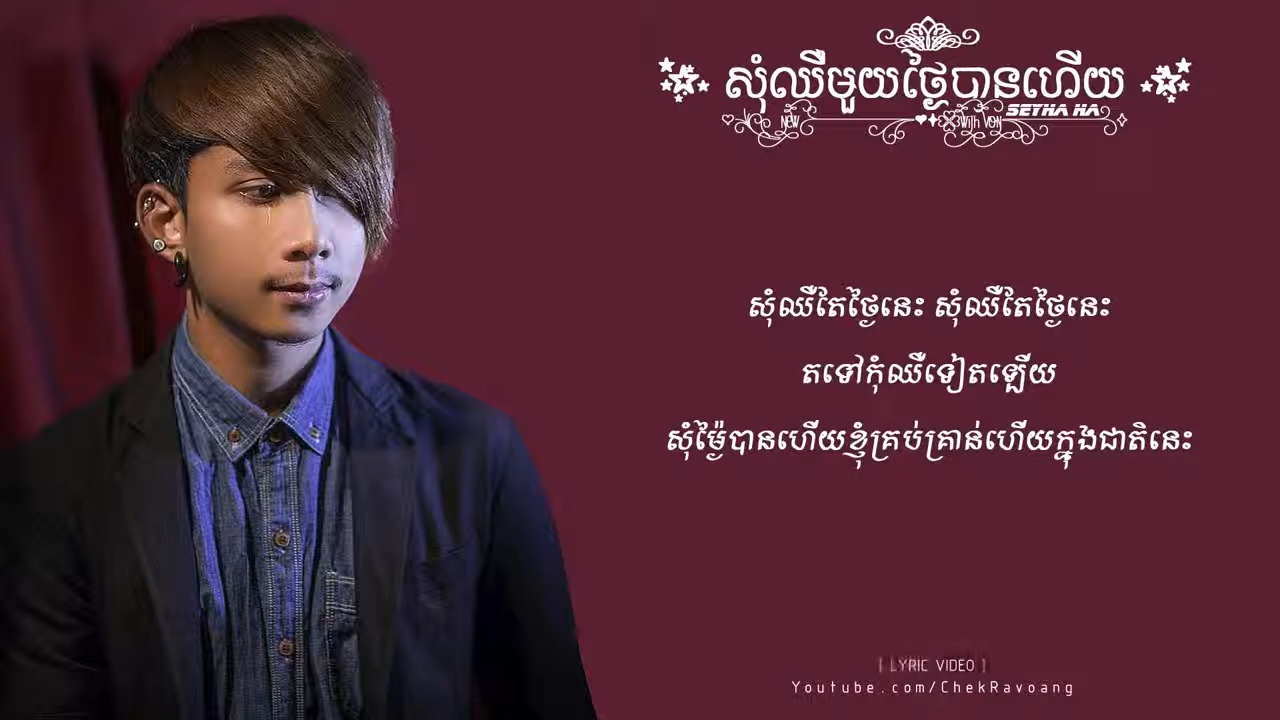 សុំឈឺមួយថ្ងៃបានហើយ
NEW With VON SETHA HA
សុំឈឺតែថ្ងៃនេះ សុំឈឺតែថ្ងៃនេះ
តទៅកុំឈឺទៀតឡើយ
សុំម្ង៉ៃបានហើយខ្ញុំគ្រប់គ្រាន់ហើយក្នុងជាតិនេះ
[ LYRIC VIDEO ]
Youtube.com/ChekRavoang